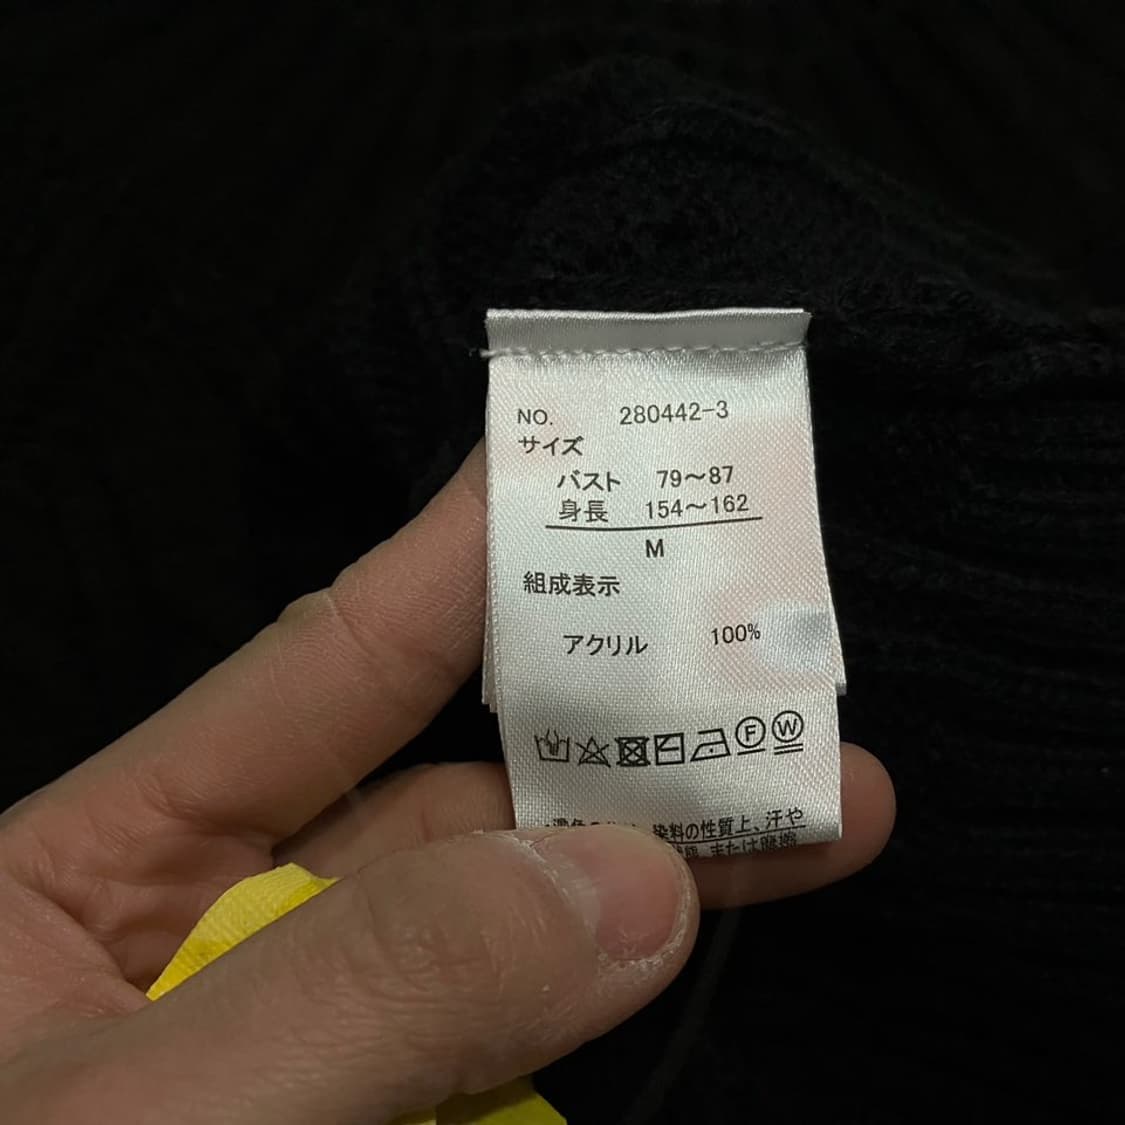 NO. 280442-3
サイズ
バスト 79〜87
身長 154〜162
M
組成表示
アクリル 100%
F W
染料の性質上、汗や
または摩擦